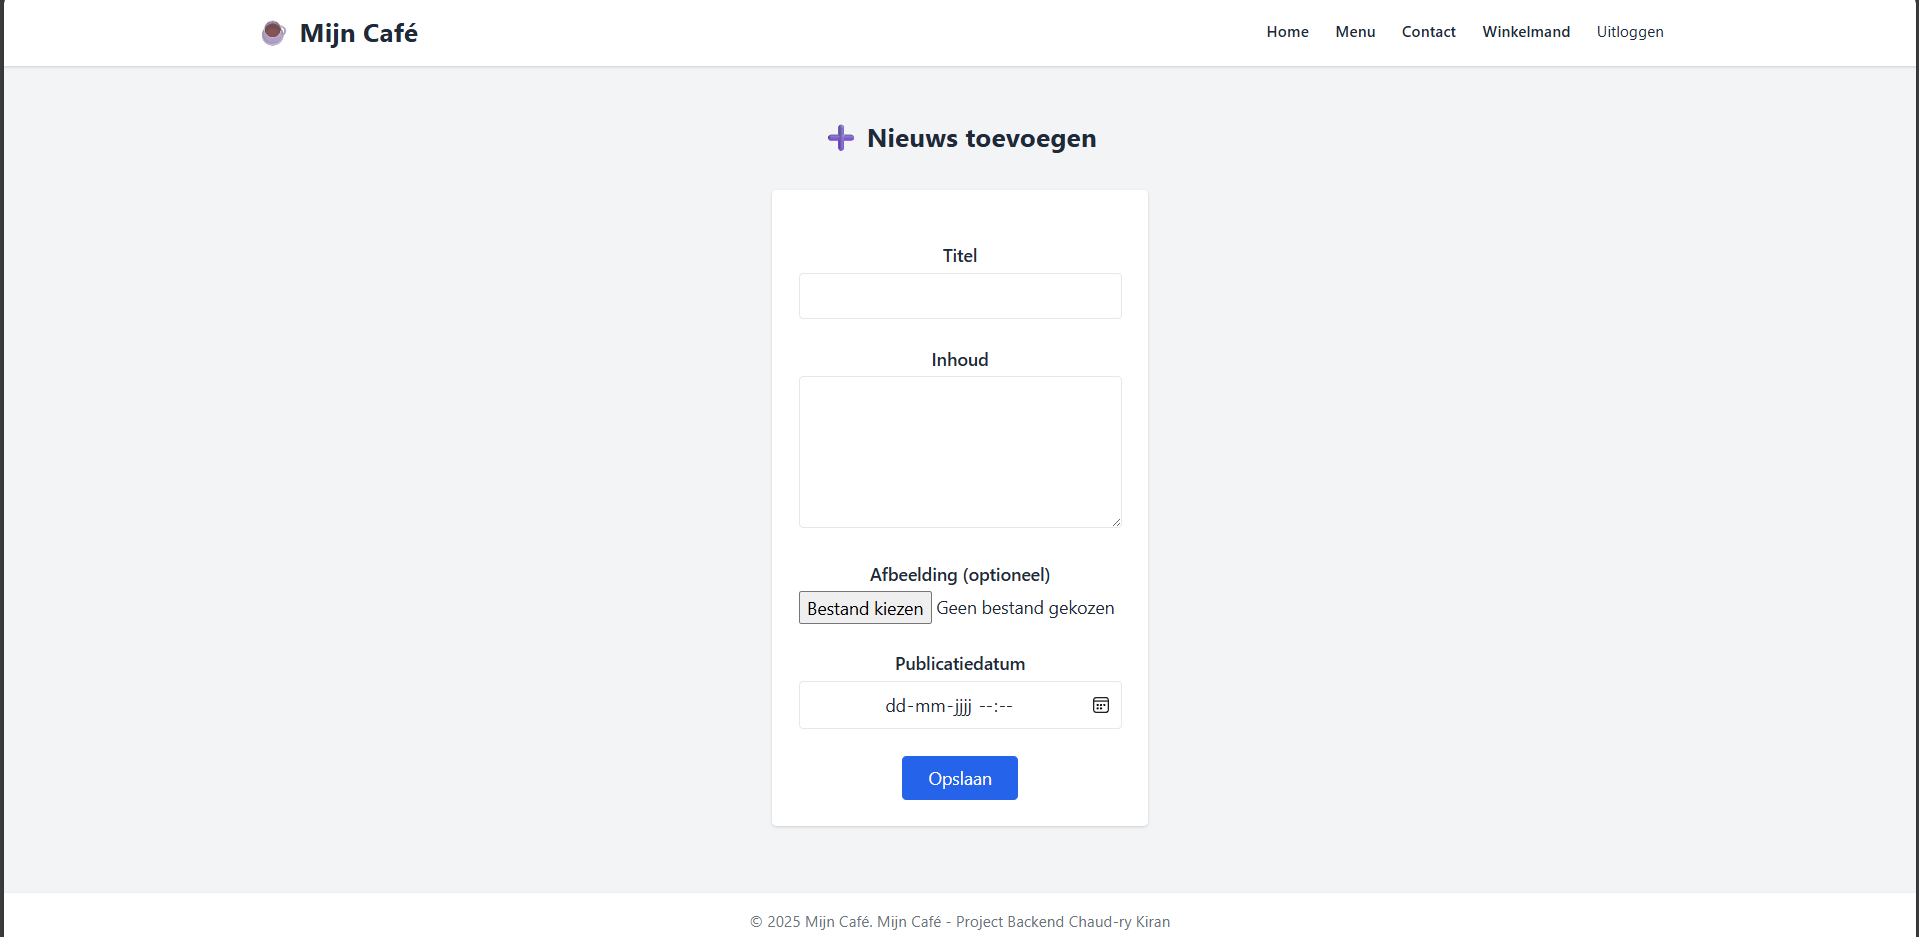 Mijn Café
Home Menu Contact Winkelmand Uitloggen
Nieuws toevoegen
Titel
Inhoud
Afbeelding (optioneel)
Bestand kiezen Geen bestand gekozen
Publicatiedatum
dd-mm-jjjj --:--
Opslaan
© 2025 Mijn Café. Mijn Café - Project Backend Chaud-ry Kiran